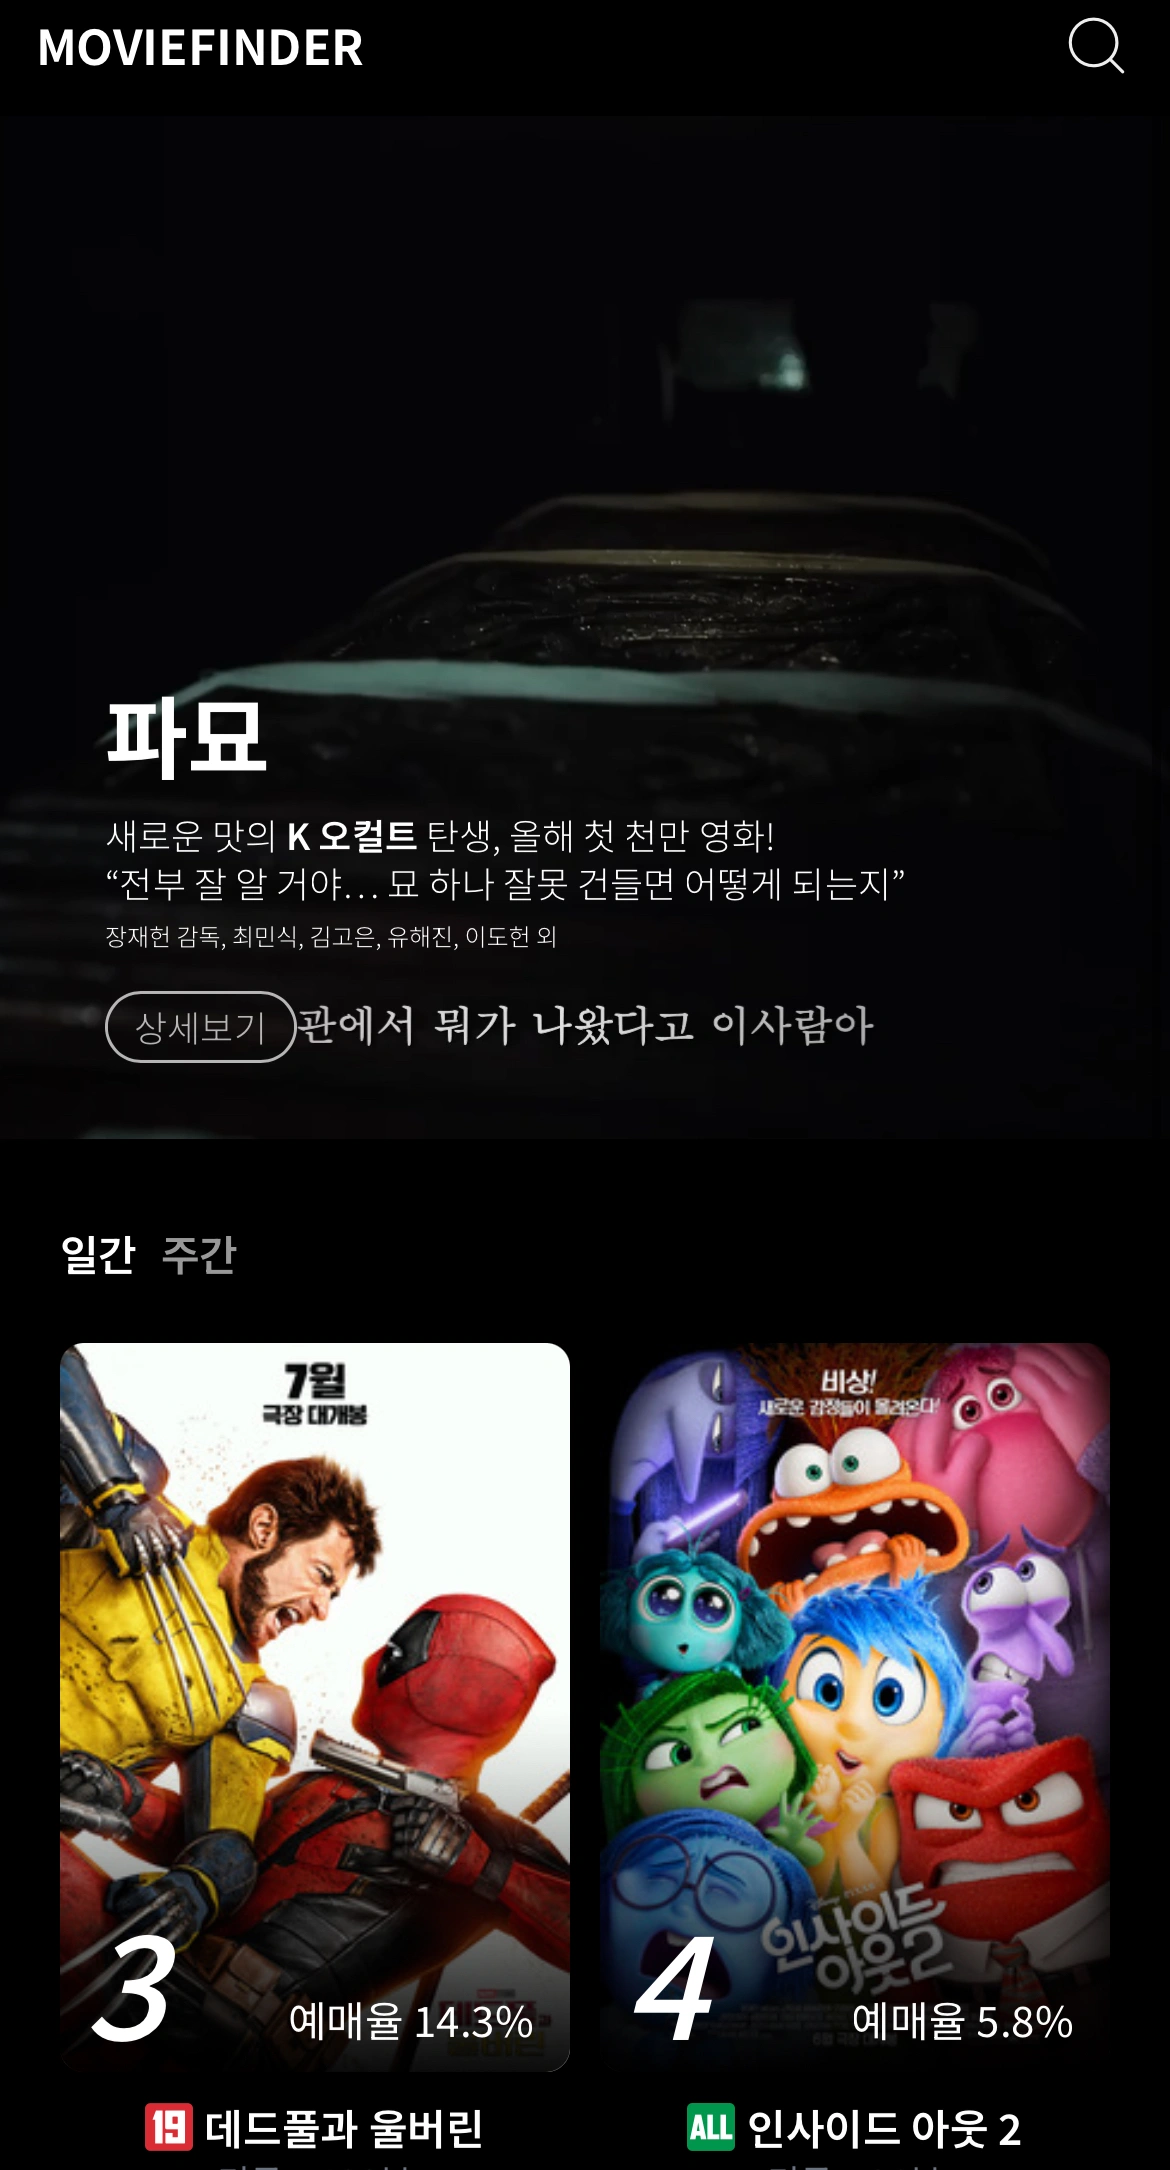 MOVIEFINDER
파묘
새로운 맛의 K 오컬트 탄생, 올해 첫 천만 영화!
“전부 잘 알 거야... 묘 하나 잘못 건들면 어떻게 되는지”
장재헌 감독, 최민식, 김고은, 유해진, 이도헌 외
상세보기 관에서 뭐가 나왔다고 이사람아
일간 주간
7월
극장 대개봉
3
예매율 14.3%
19 데드풀과 울버린
비상!
새로운 감정들이 몰려온다!
인사이드
아웃2
4
예매율 5.8%
ALL 인사이드 아웃 2